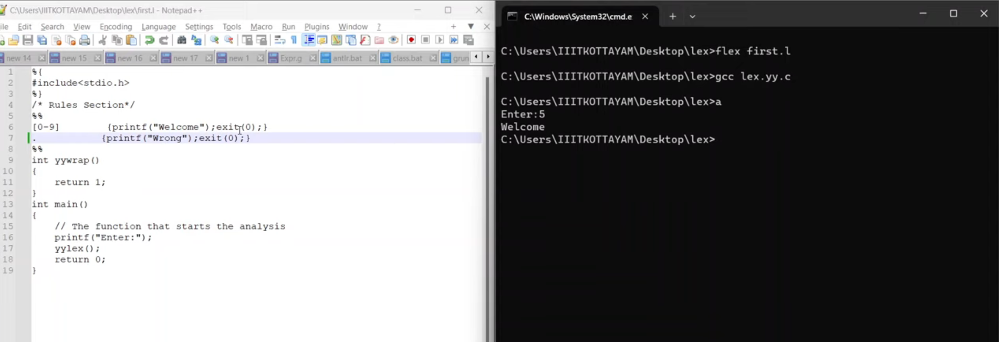 C:\Users\IIITKOTTAYAM\Desktop\lex\first.l - Notepad++
ile Edit Search View Encoding Language Settings Tools Macro Run Plugins Window ?
new 14 new 15 new 16 new 17 new 1 Expr.g antlr.bat class.bat grun
1 %{
2 #include<stdio.h>
3 %}
4 /* Rules Section*/
5 %%
6 [0-9] {printf("Welcome");exit(0);}
7 . {printf("Wrong");exit(0);}
8 %%
9 int yywrap()
10 {
11 return 1;
12 }
13 int main()
14 {
15 // The function that starts the analysis
16 printf("Enter:");
17 yylex();
18 return 0;
19 }
C:\Windows\System32\cmd.e
C:\Users\IIITKOTTAYAM\Desktop\lex>flex first.l
C:\Users\IIITKOTTAYAM\Desktop\lex>gcc lex.yy.c
C:\Users\IIITKOTTAYAM\Desktop\lex>a
Enter:5
Welcome
C:\Users\IIITKOTTAYAM\Desktop\lex>